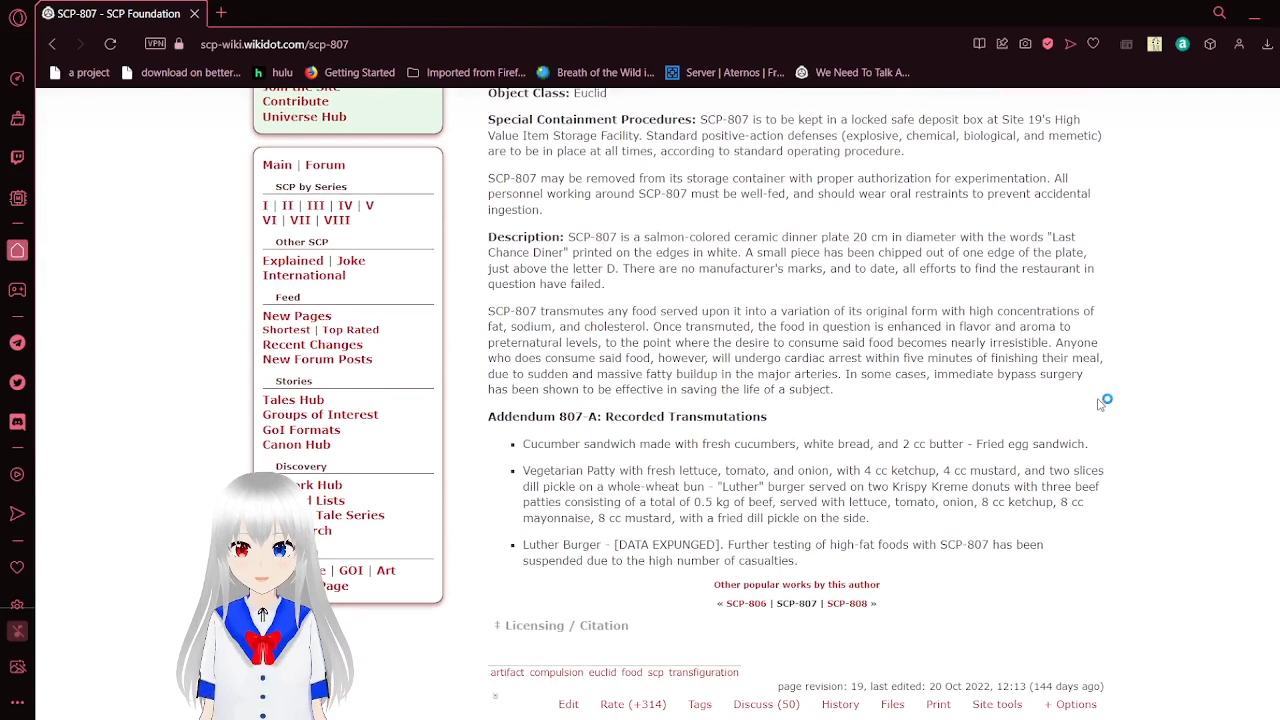 SCP-807 - SCP Foundation
VPN
scp-wiki.wikidot.com/scp-807
a project
download on better...
hulu
Getting Started
Imported from Firef...
Breath of the Wild i...
Server | Aternos | Fr...
We Need To Talk A...
Join the Site
Contribute
Universe Hub
Main | Forum
SCP by Series
I | II | III | IV | V
VI | VII | VIII
Other SCP
Explained | Joke
International
Feed
New Pages
Shortest | Top Rated
Recent Changes
New Forum Posts
Stories
Tales Hub
Groups of Interest
GoI Formats
Canon Hub
Discovery
rk Hub
d Lists
Tale Series
rch
e | GOI | Art
Page
Object Class: Euclid
Special Containment Procedures: SCP-807 is to be kept in a locked safe deposit box at Site 19's High
Value Item Storage Facility. Standard positive-action defenses (explosive, chemical, biological, and memetic)
are to be in place at all times, according to standard operating procedure.
SCP-807 may be removed from its storage container with proper authorization for experimentation. All
personnel working around SCP-807 must be well-fed, and should wear oral restraints to prevent accidental
ingestion.
Description: SCP-807 is a salmon-colored ceramic dinner plate 20 cm in diameter with the words "Last
Chance Diner" printed on the edges in white. A small piece has been chipped out of one edge of the plate,
just above the letter D. There are no manufacturer's marks, and to date, all efforts to find the restaurant in
question have failed.
SCP-807 transmutes any food served upon it into a variation of its original form with high concentrations of
fat, sodium, and cholesterol. Once transmuted, the food in question is enhanced in flavor and aroma to
preternatural levels, to the point where the desire to consume said food becomes nearly irresistible. Anyone
who does consume said food, however, will undergo cardiac arrest within five minutes of finishing their meal,
due to sudden and massive fatty buildup in the major arteries. In some cases, immediate bypass surgery
has been shown to be effective in saving the life of a subject.
Addendum 807-A: Recorded Transmutations
Cucumber sandwich made with fresh cucumbers, white bread, and 2 cc butter - Fried egg sandwich.
Vegetarian Patty with fresh lettuce, tomato, and onion, with 4 cc ketchup, 4 cc mustard, and two slices
dill pickle on a whole-wheat bun - "Luther" burger served on two Krispy Kreme donuts with three beef
patties consisting of a total of 0.5 kg of beef, served with lettuce, tomato, onion, 8 cc ketchup, 8 cc
mayonnaise, 8 cc mustard, with a fried dill pickle on the side.
Luther Burger - [DATA EXPUNGED]. Further testing of high-fat foods with SCP-807 has been
suspended due to the high number of casualties.
Other popular works by this author
« SCP-806 | SCP-807 | SCP-808 »
‡ Licensing / Citation
artifact compulsion euclid food scp transfiguration
page revision: 19, last edited: 20 Oct 2022, 12:13 (144 days ago)
Edit Rate (+314) Tags Discuss (50) History Files Print Site tools + Options